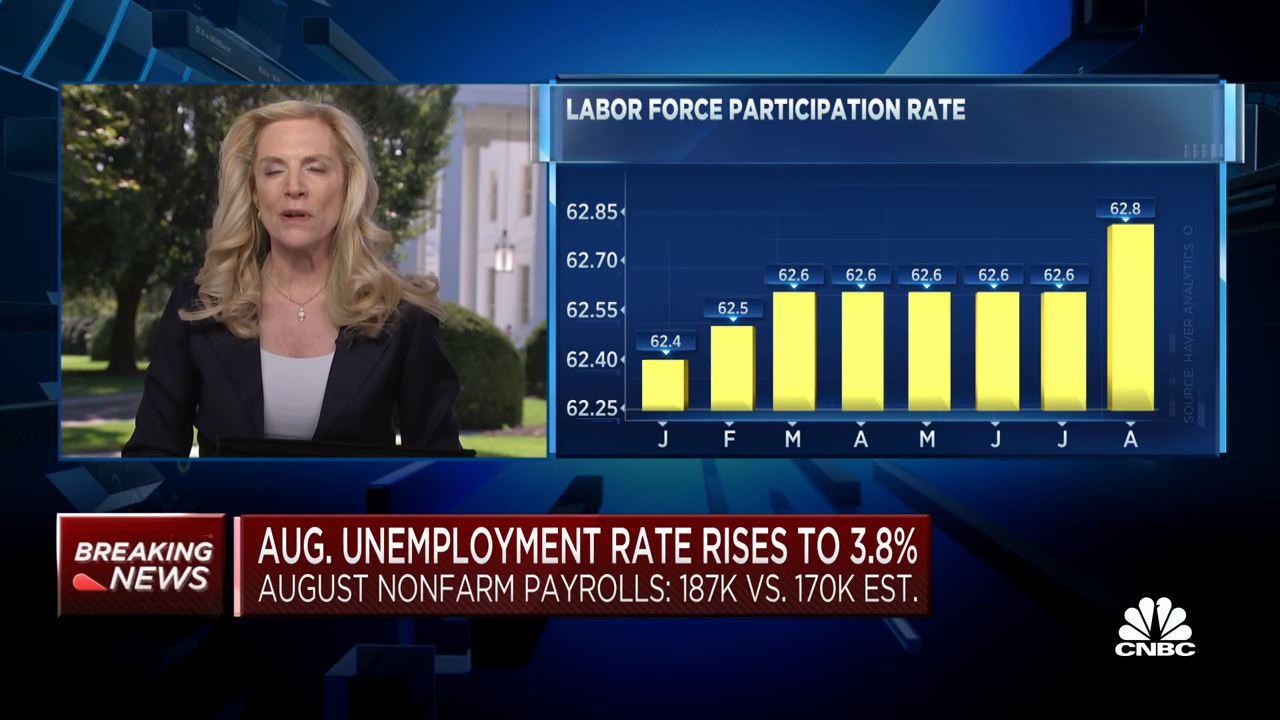 LABOR FORCE PARTICIPATION RATE
62.85
62.70
62.55
62.40
62.25
62.4
62.5
62.6
62.6
62.6
62.6
62.6
62.8
J F M A M J J A
SOURCE: HAVER ANALYTICS
BREAKING
NEWS
AUG. UNEMPLOYMENT RATE RISES TO 3.8%
AUGUST NONFARM PAYROLLS: 187K VS. 170K EST.
CNBC